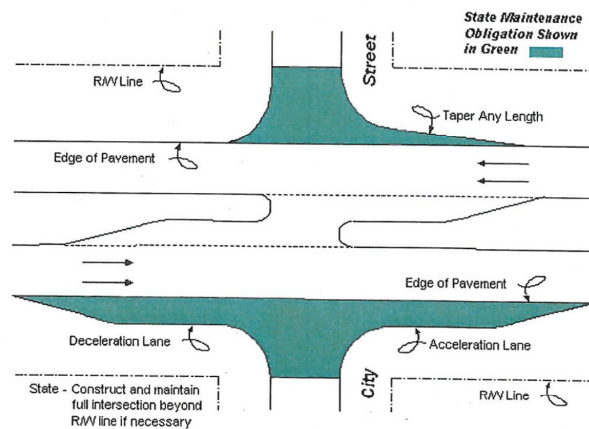 State Maintenance
Obligation Shown
in Green
Street
R/W Line
Taper Any Length
Edge of Pavement
Edge of Pavement
Deceleration Lane
Acceleration Lane
State - Construct and maintain
full intersection beyond
R/W line if necessary
City
R/W Line